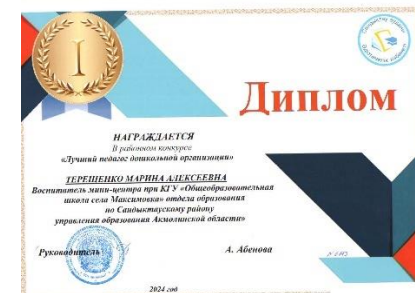 I
Диплом
НАГРАЖДАЕТСЯ
В районном конкурсе
«Лучший педагог дошкольной организации»
ТЕРЕЩЕНКО МАРИНА АЛЕКСЕЕВНА
Воспитатель мини-центра при КГУ «Общеобразовательная
школа села Максимовка» отдела образования
по Сандыктаускому району
управления образования Акмолинской области»
Руководитель
А. Абенова
2024 год